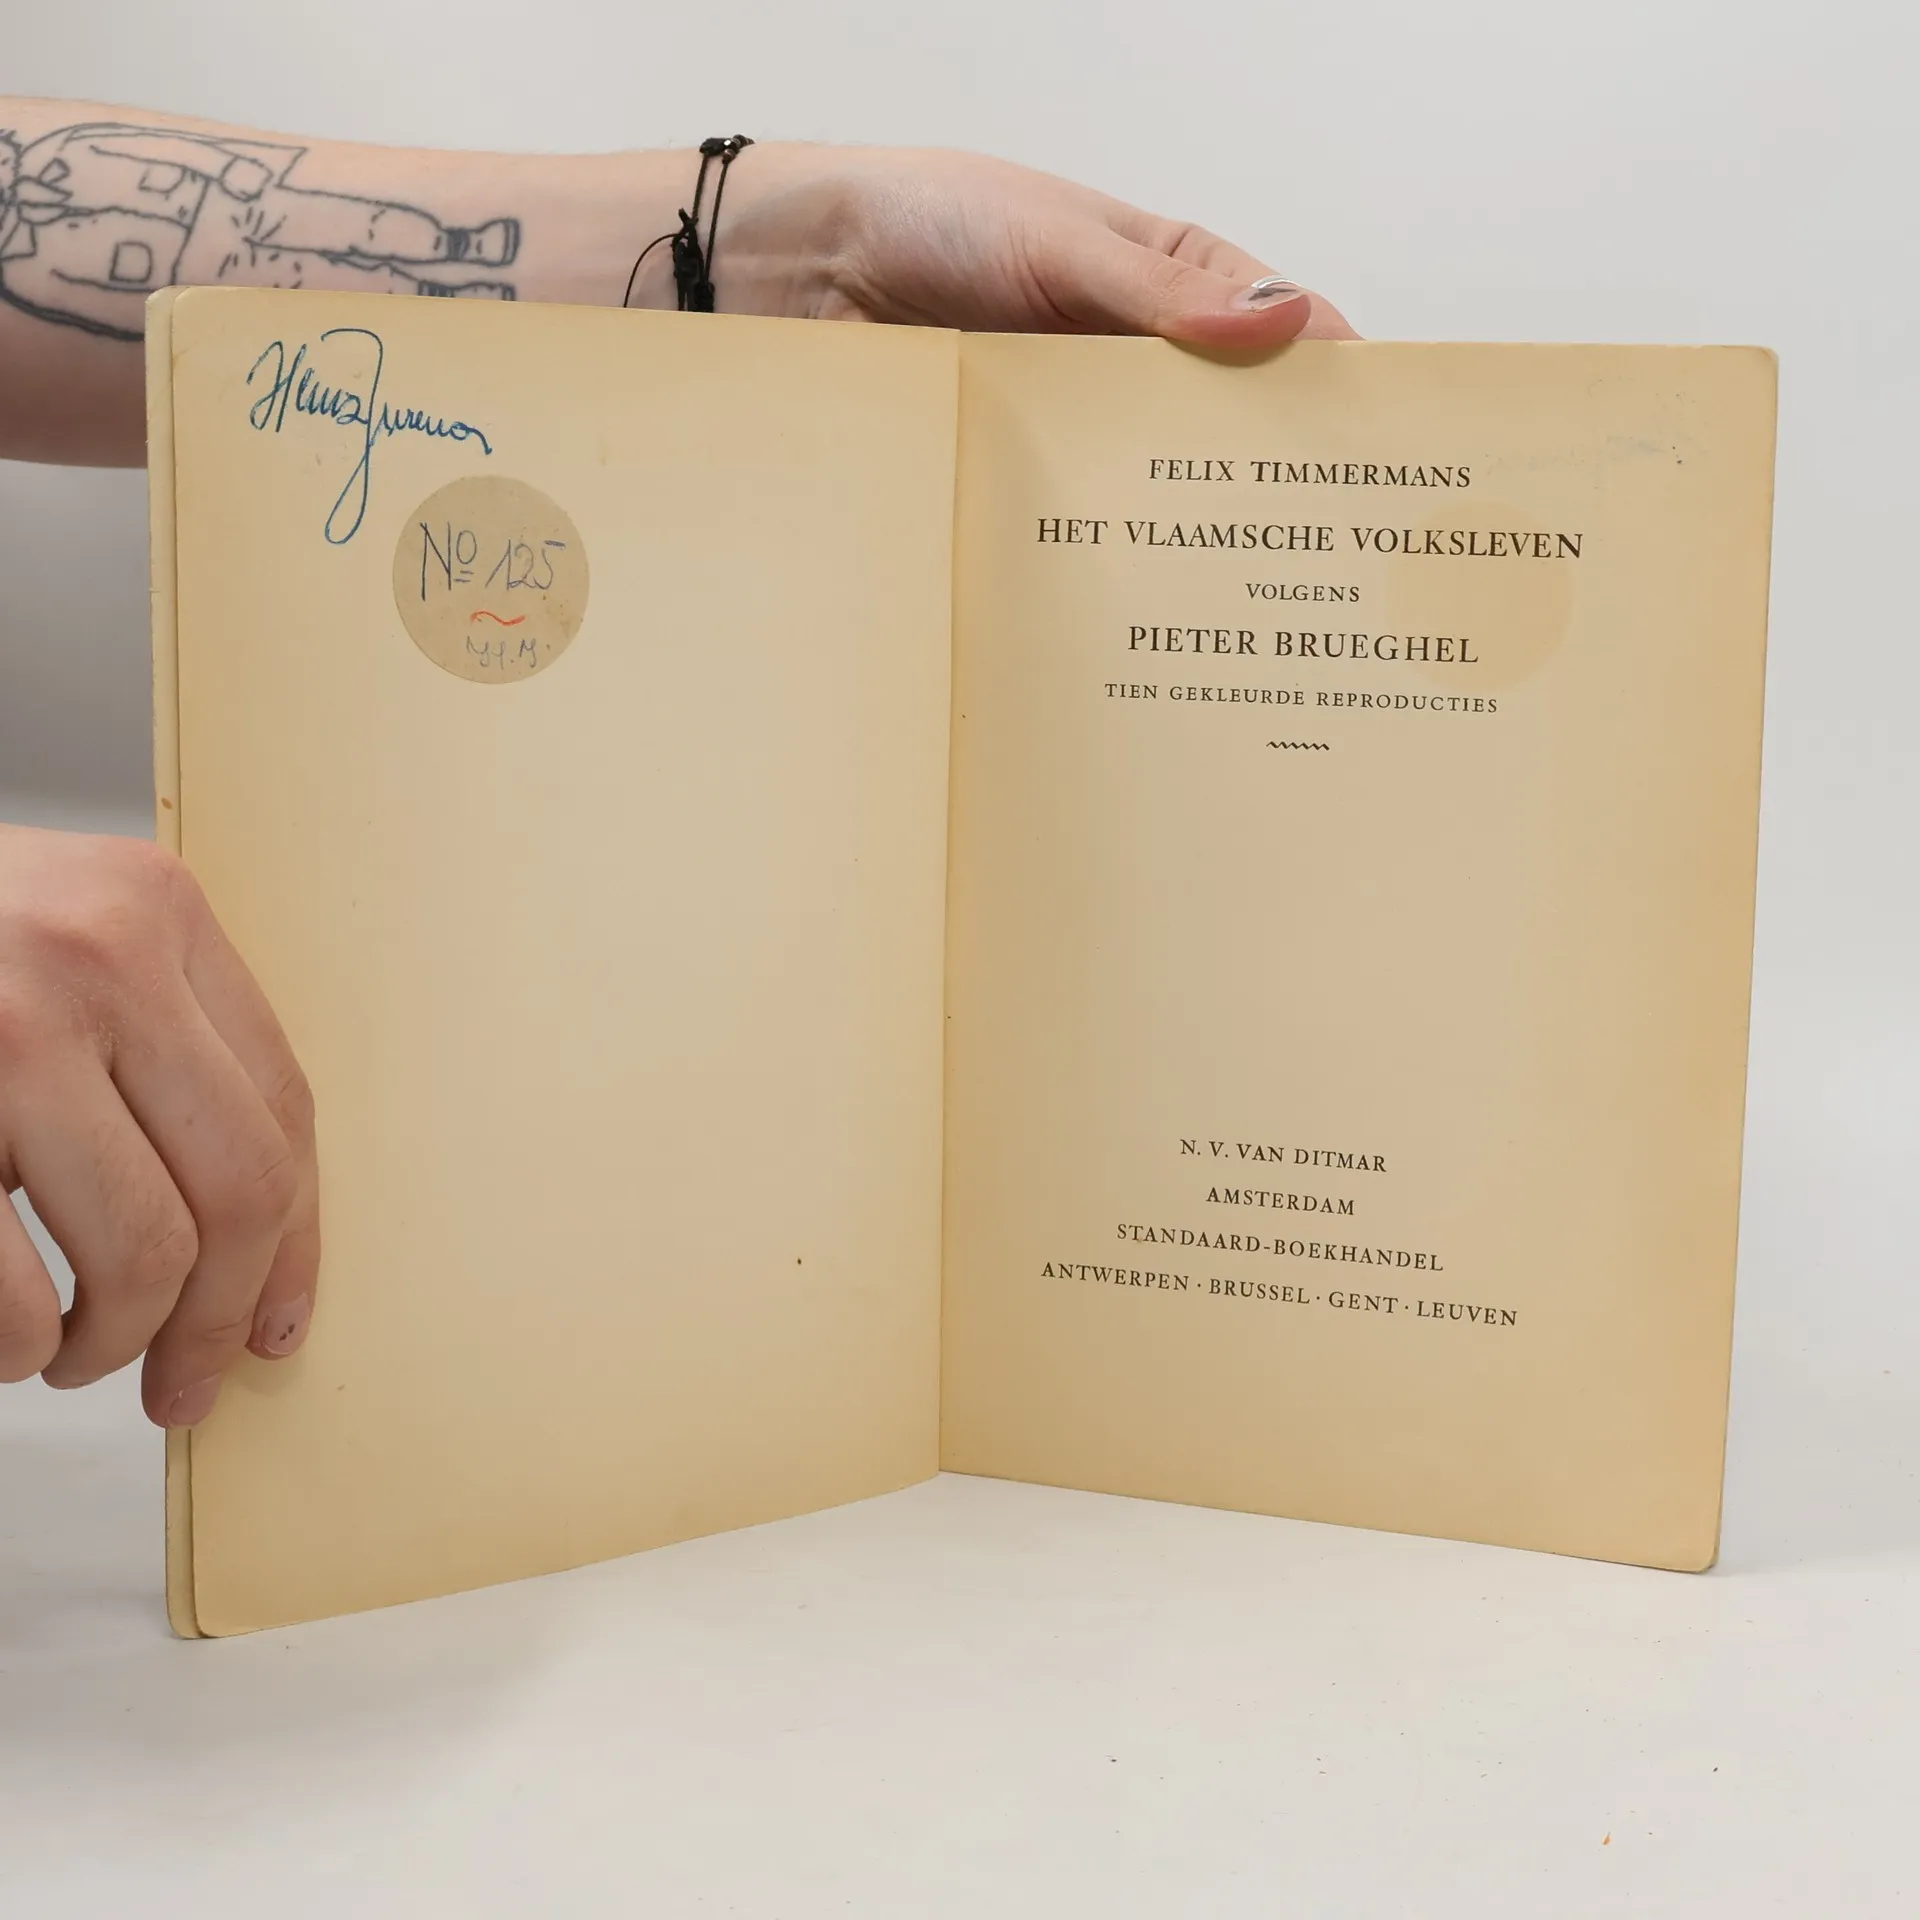 Nº 125
FELIX TIMMERMANS
HET VLAAMSCHE VOLKSLEVEN
VOLGENS
PIETER BRUEGHEL
TIEN GEKLEURDE REPRODUCTIES
N. V. VAN DITMAR
AMSTERDAM
STANDAARD-BOEKHANDEL
ANTWERPEN · BRUSSEL · GENT · LEUVEN